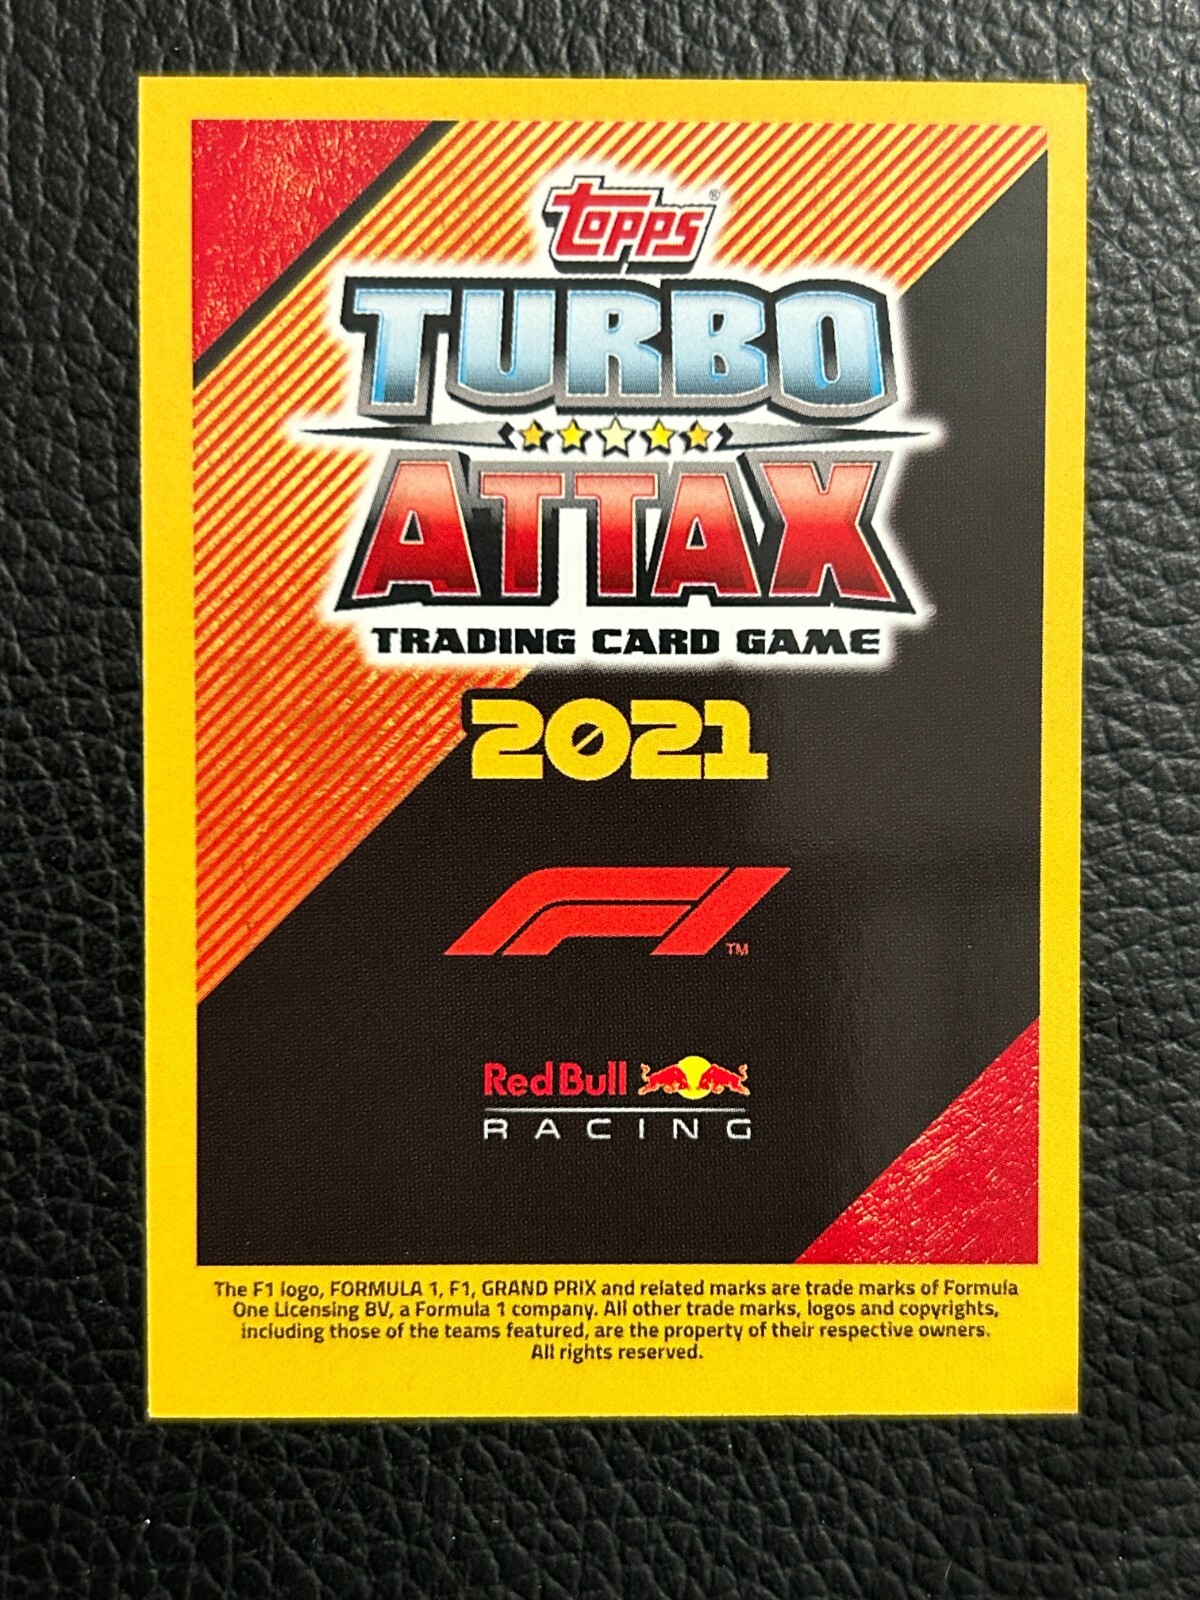 Topps®
TURBO
ATTAX
TRADING CARD GAME
2021
F1™
Red Bull
RACING
The F1 logo, FORMULA 1, F1, GRAND PRIX and related marks are trade marks of Formula
One Licensing BV, a Formula 1 company. All other trade marks, logos and copyrights,
including those of the teams featured, are the property of their respective owners.
All rights reserved.